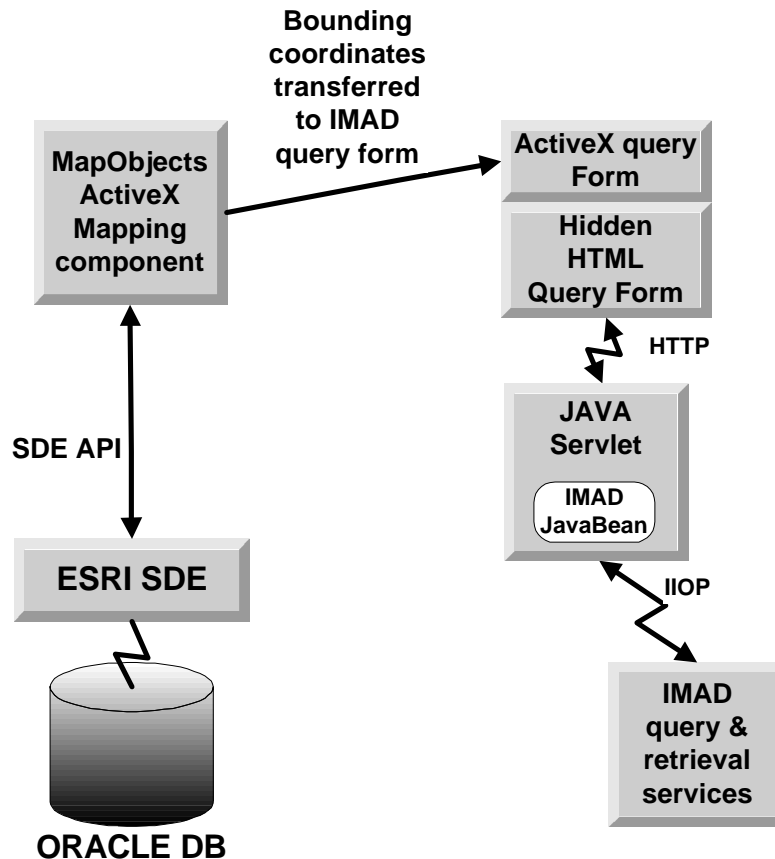 Bounding
coordinates
transferred
to IMAD
query form
MapObjects
ActiveX
Mapping
component
ActiveX query
Form
Hidden
HTML
Query Form
HTTP
JAVA
Servlet
IMAD
JavaBean
SDE API
ESRI SDE
IIOP
IMAD
query &
retrieval
services
ORACLE DB